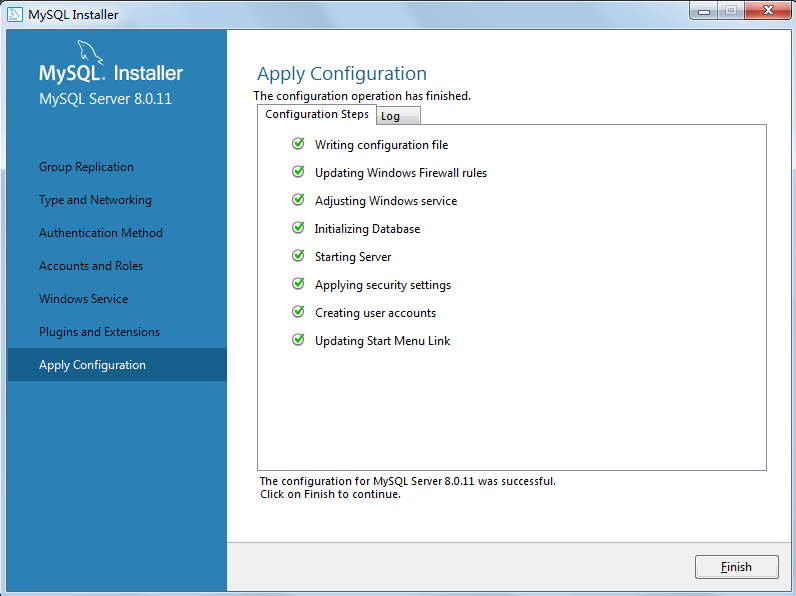 MySQL Installer
MySQL. Installer
MySQL Server 8.0.11
Group Replication
Type and Networking
Authentication Method
Accounts and Roles
Windows Service
Plugins and Extensions
Apply Configuration
Apply Configuration
The configuration operation has finished.
Configuration Steps
Log
Writing configuration file
Updating Windows Firewall rules
Adjusting Windows service
Initializing Database
Starting Server
Applying security settings
Creating user accounts
Updating Start Menu Link
The configuration for MySQL Server 8.0.11 was successful.
Click on Finish to continue.
Finish